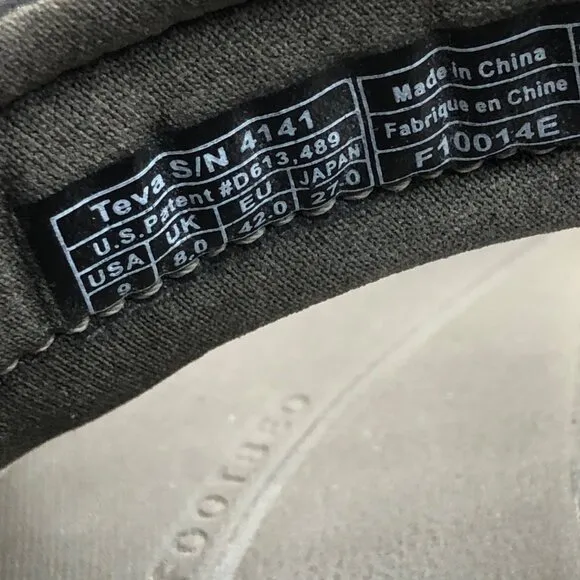 Teva S/N 4141
U.S. Patent #D613,489
USA UK EU JAPAN
9 8.0 42.0 27.0
Made in China
Fabriqué en Chine
F10014E